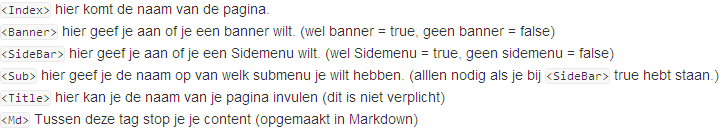 <Index> hier komt de naam van de pagina.
<Banner> hier geef je aan of je een banner wilt. (wel banner = true, geen banner = false)
<SideBar> hier geef je aan of je een Sidemenu wilt. (wel Sidemenu = true, geen sidemenu = false)
<Sub> hier geef je de naam op van welk submenu je wilt hebben. (alllen nodig als je bij <SideBar> true hebt staan.)
<Title> hier kan je de naam van je pagina invulen (dit is niet verplicht)
<Md> Tussen deze tag stop je je content (opgemaakt in Markdown)